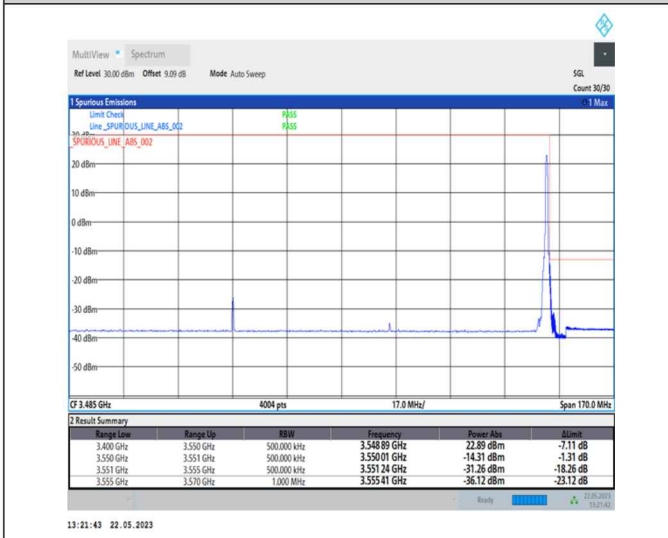 MultiView Spectrum
Ref Level 30.00 dBm Offset 9.09 dB Mode Auto Sweep SGL
Count 30/30
1 Spurious Emissions 1 Max
Limit Check PASS
Line _SPURIOUS_LINE_ABS_002 PASS
30 dBm
_SPURIOUS_LINE_ABS_002
20 dBm
10 dBm
0 dBm
-10 dBm
-20 dBm
-30 dBm
-40 dBm
-50 dBm
CF 3.485 GHz 4004 pts 17.0 MHz/ Span 170.0 MHz
2 Result Summary
Range Low Range Up RBW Frequency Power Abs ΔLimit
3.400 GHz 3.550 GHz 500.000 kHz 3.548 89 GHz 22.89 dBm -7.11 dB
3.550 GHz 3.551 GHz 500.000 kHz 3.550 01 GHz -14.31 dBm -1.31 dB
3.551 GHz 3.555 GHz 500.000 kHz 3.551 24 GHz -31.26 dBm -18.26 dB
3.555 GHz 3.570 GHz 1.000 MHz 3.555 41 GHz -36.12 dBm -23.12 dB
Ready 22.05.2023
13:21:42
13:21:43 22.05.2023